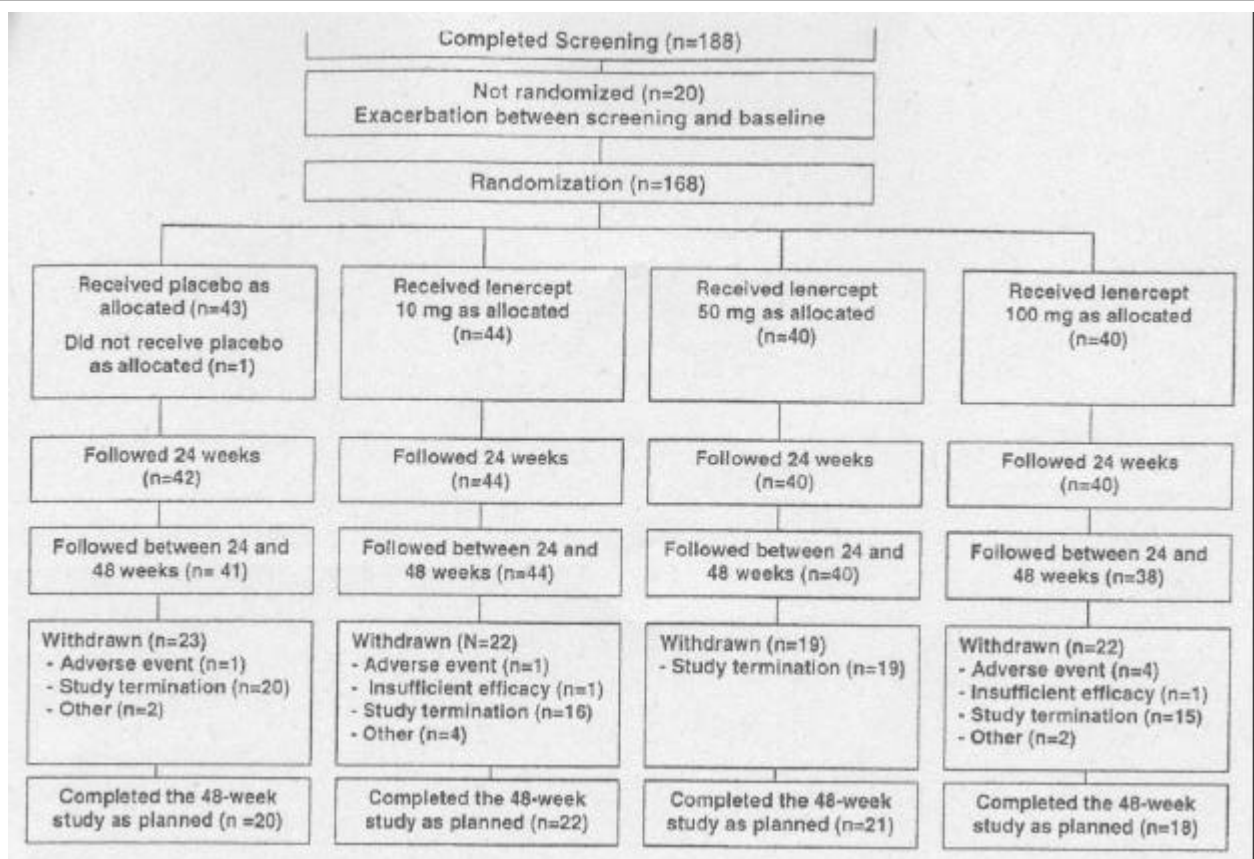 Completed Screening (n=188)
Not randomized (n=20)
Exacerbation between screening and baseline
Randomization (n=168)
Received placebo as
allocated (n=43)
Did not receive placebo
as allocated (n=1)
Received lenercept
10 mg as allocated
(n=44)
Received lenercept
50 mg as allocated
(n=40)
Received lenercept
100 mg as allocated
(n=40)
Followed 24 weeks
(n=42)
Followed 24 weeks
(n=44)
Followed 24 weeks
(n=40)
Followed 24 weeks
(n=40)
Followed between 24 and
48 weeks (n= 41)
Followed between 24 and
48 weeks (n=44)
Followed between 24 and
48 weeks (n=40)
Followed between 24 and
48 weeks (n=38)
Withdrawn (n=23)
- Adverse event (n=1)
- Study termination (n=20)
- Other (n=2)
Withdrawn (N=22)
- Adverse event (n=1)
- Insufficient efficacy (n=1)
- Study termination (n=16)
- Other (n=4)
Withdrawn (n=19)
- Study termination (n=19)
Withdrawn (n=22)
- Adverse event (n=4)
- Insufficient efficacy (n=1)
- Study termination (n=15)
- Other (n=2)
Completed the 48-week
study as planned (n =20)
Completed the 48-week
study as planned (n=22)
Completed the 48-week
study as planned (n=21)
Completed the 48-week
study as planned (n=18)